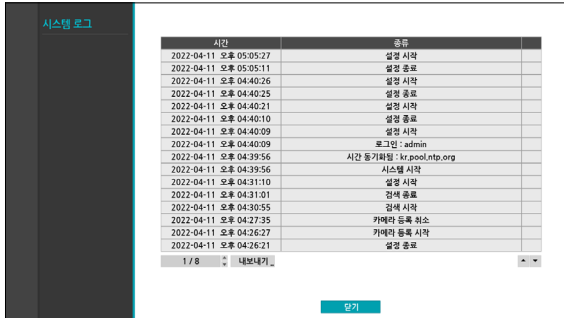 시스템 로그
시간 종류
2022-04-11 오후 05:05:27 설정 시작
2022-04-11 오후 05:05:11 설정 종료
2022-04-11 오후 04:40:26 설정 시작
2022-04-11 오후 04:40:25 설정 종료
2022-04-11 오후 04:40:21 설정 시작
2022-04-11 오후 04:40:10 설정 종료
2022-04-11 오후 04:40:09 설정 시작
2022-04-11 오후 04:40:09 로그인 : admin
2022-04-11 오후 04:39:56 시간 동기화됨 : kr,pool,ntp,org
2022-04-11 오후 04:39:56 시스템 시작
2022-04-11 오후 04:31:10 설정 시작
2022-04-11 오후 04:31:01 검색 종료
2022-04-11 오후 04:30:55 검색 시작
2022-04-11 오후 04:27:35 카메라 등록 취소
2022-04-11 오후 04:26:27 카메라 등록 시작
2022-04-11 오후 04:26:21 설정 종료
1 / 8 내보내기_
닫기